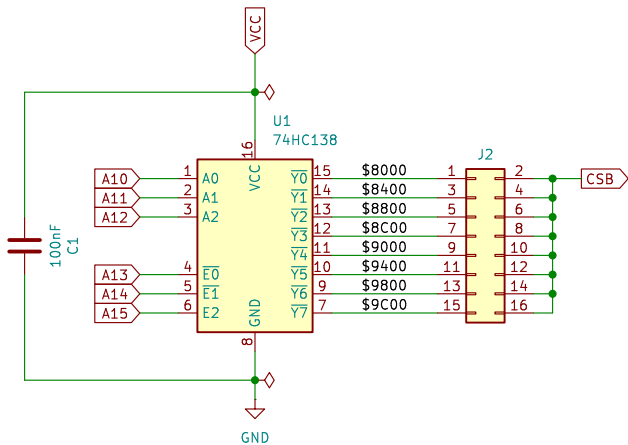 VCC
U1
74HC138
J2
16
VCC
A10 1 A0 Y0 15 $8000 1 2 CSB
A11 2 A1 Y1 14 $8400 3 4
A12 3 A2 Y2 13 $8800 5 6
Y3 12 $8C00 7 8
100nF
C1
Y4 11 $9000 9 10
A13 4 E0 Y5 10 $9400 11 12
A14 5 E1 Y6 9 $9800 13 14
A15 6 E2 Y7 7 $9C00 15 16
GND
8
GND